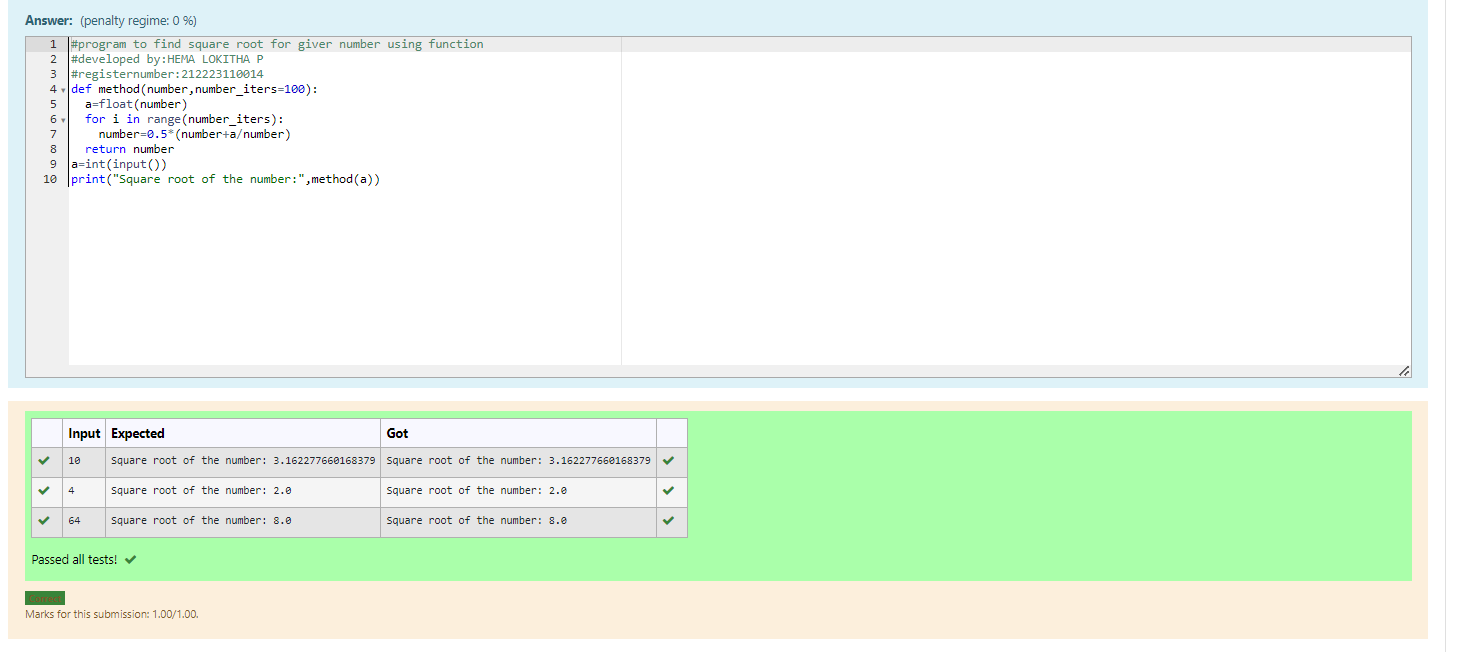 Answer: (penalty regime: 0 %)
1 #program to find square root for giver number using function
2 #developed by:HEMA LOKITHA P
3 #registernumber:212223110014
4 def method(number,number_iters=100):
5   a=float(number)
6   for i in range(number_iters):
7     number=0.5*(number+a/number)
8   return number
9 a=int(input())
10 print("Square root of the number:",method(a))
Input Expected Got
10 Square root of the number: 3.162277660168379 Square root of the number: 3.162277660168379
4 Square root of the number: 2.0 Square root of the number: 2.0
64 Square root of the number: 8.0 Square root of the number: 8.0
Passed all tests!
Marks for this submission: 1.00/1.00.